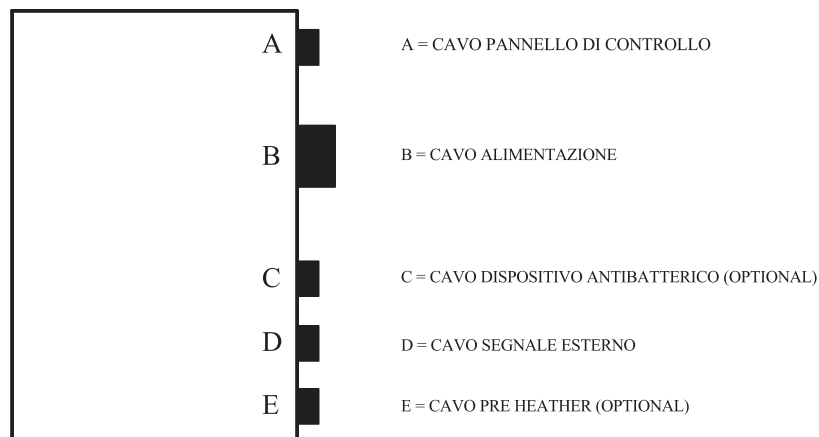 A
A = CAVO PANNELLO DI CONTROLLO
B
B = CAVO ALIMENTAZIONE
C
C = CAVO DISPOSITIVO ANTIBATTERICO (OPTIONAL)
D
D = CAVO SEGNALE ESTERNO
E
E = CAVO PRE HEATHER (OPTIONAL)